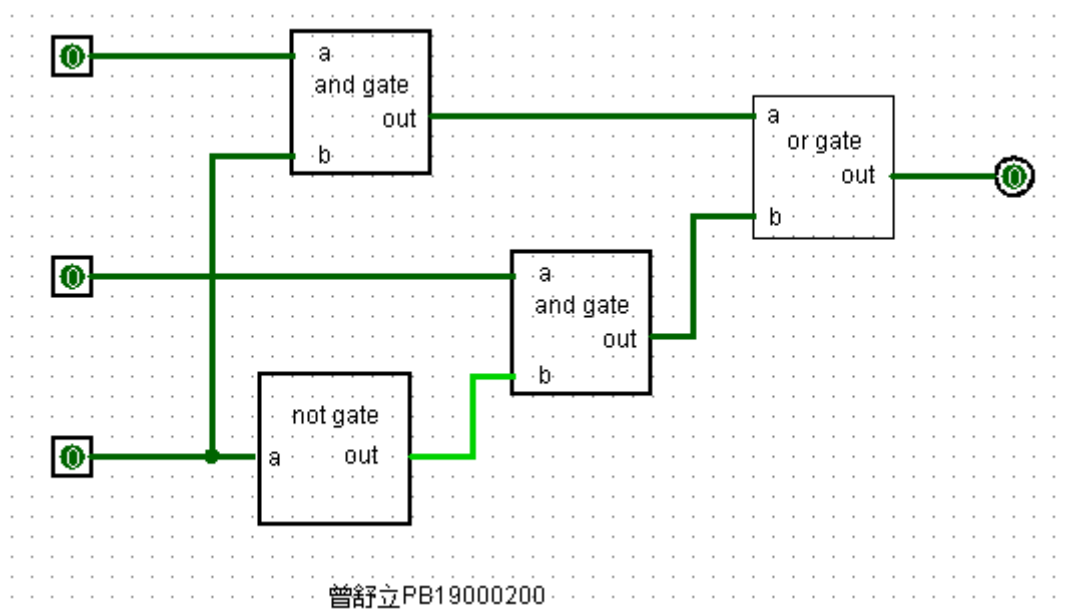 0
a
and gate
out
b
a
or gate
out
b
0
0
a
and gate
out
b
not gate
a
out
0
曾舒立PB19000200